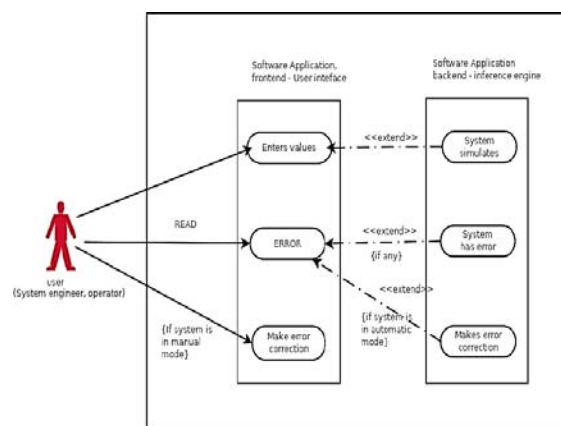 Software Application,
frontend - User inteface
Software Application
backend - inference engine
Enters values
<<extend>>
System
simulates
READ
ERROR
<<extend>>
{if any}
System
has error
user
(System engineer, operator)
<<extend>>
{If system is
in manual
mode}
Make error
correction
{if system is
in automatic
mode}
Makes error
correction